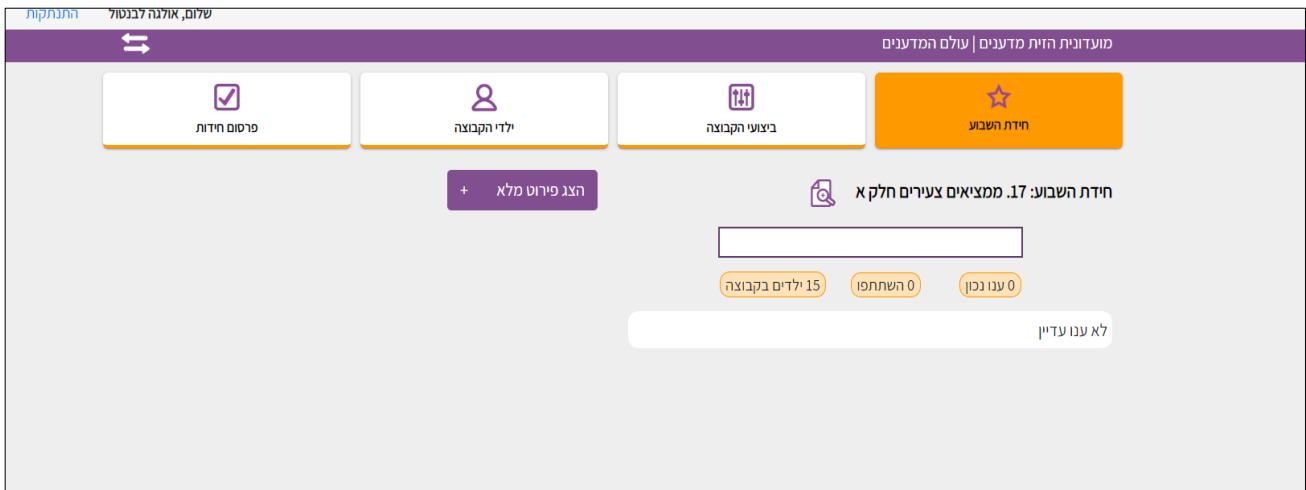 שלום, אולגה לבנטול התנתקות
מועדונית הזית מדענים | עולם המדענים
חידת השבוע
ביצועי הקבוצה
ילדי הקבוצה
פרסום חידות
חידת השבוע: 17. ממציאים צעירים חלק א
הצג פירוט מלא +
0 ענו נכון
0 השתתפו
15 ילדים בקבוצה
לא ענו עדיין